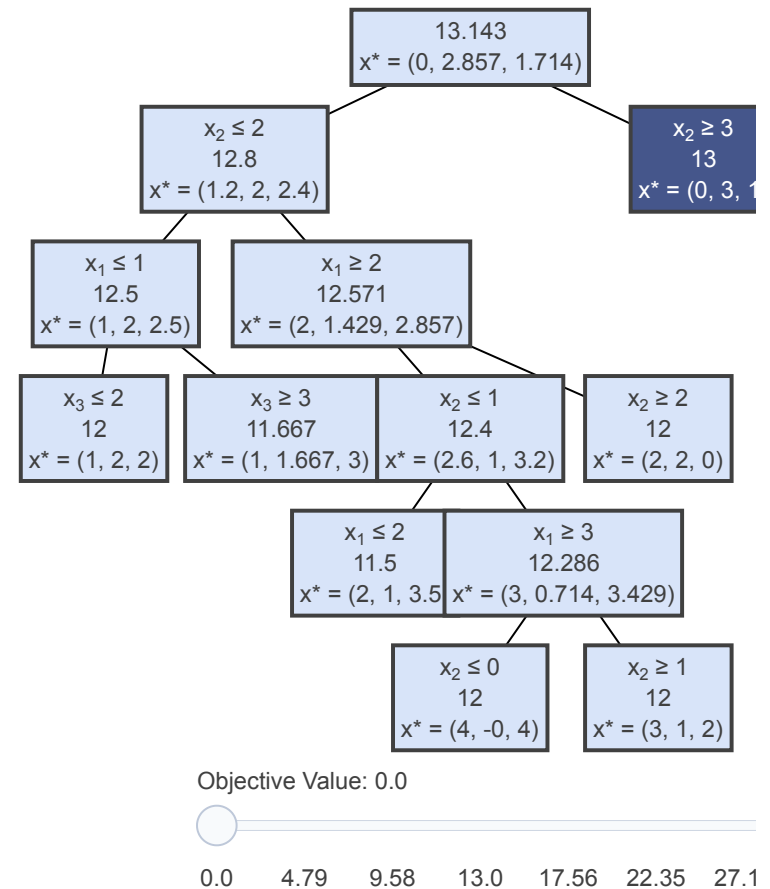 13.143
x* = (0, 2.857, 1.714)
x₂ ≤ 2
12.8
x* = (1.2, 2, 2.4)
x₂ ≥ 3
13
x* = (0, 3, 1
x₁ ≤ 1
12.5
x* = (1, 2, 2.5)
x₁ ≥ 2
12.571
x* = (2, 1.429, 2.857)
x₃ ≤ 2
12
x* = (1, 2, 2)
x₃ ≥ 3
11.667
x* = (1, 1.667, 3)
x₂ ≤ 1
12.4
x* = (2.6, 1, 3.2)
x₂ ≥ 2
12
x* = (2, 2, 0)
x₁ ≤ 2
11.5
x* = (2, 1, 3.5
x₁ ≥ 3
12.286
x* = (3, 0.714, 3.429)
x₂ ≤ 0
12
x* = (4, -0, 4)
x₂ ≥ 1
12
x* = (3, 1, 2)
Objective Value: 0.0
0.0 4.79 9.58 13.0 17.56 22.35 27.1